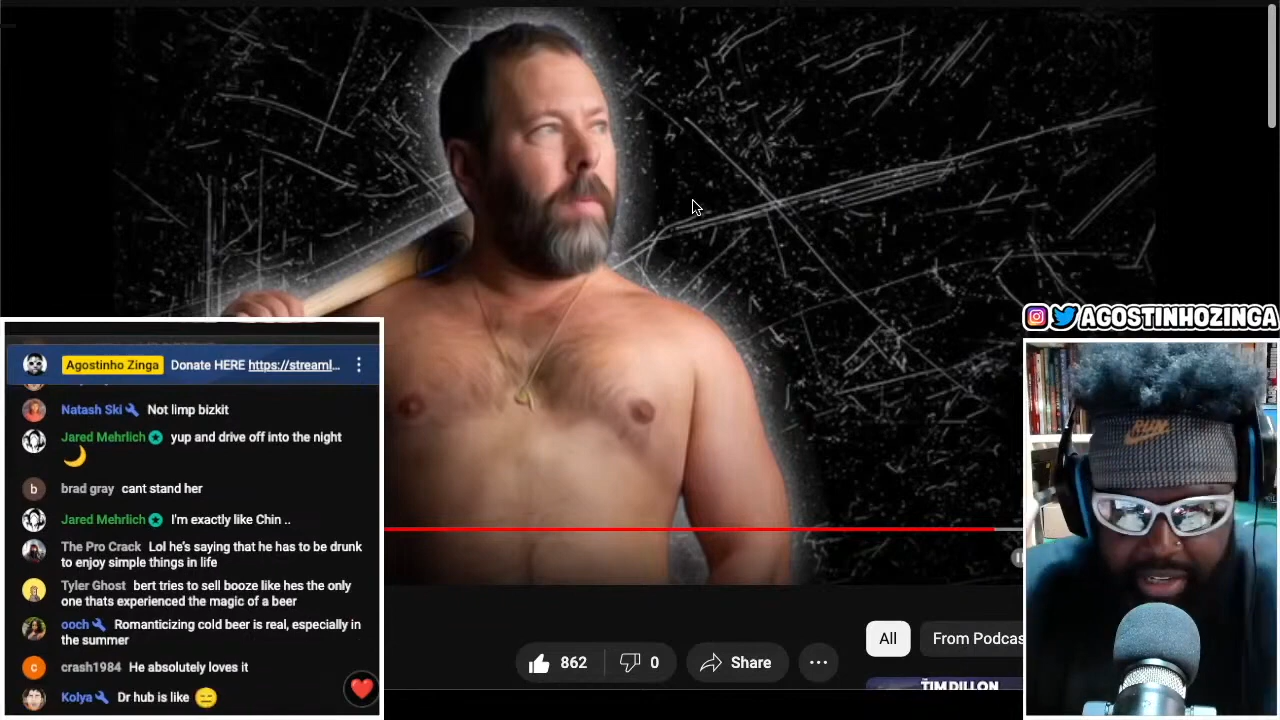 AGOSTINHOZINGA
Agostinho Zinga Donate HERE https://streaml...
Natash Ski Not limp bizkit
Jared Mehrlich yup and drive off into the night
b brad gray cant stand her
Jared Mehrlich I'm exactly like Chin ..
The Pro Crack Lol he's saying that he has to be drunk
to enjoy simple things in life
Tyler Ghost bert tries to sell booze like hes the only
one thats experienced the magic of a beer
ooch Romanticizing cold beer is real, especially in
the summer
c crash1984 He absolutely loves it
Kolya Dr hub is like
RUN
All From Podcas
862 0 Share
TIM DILLON